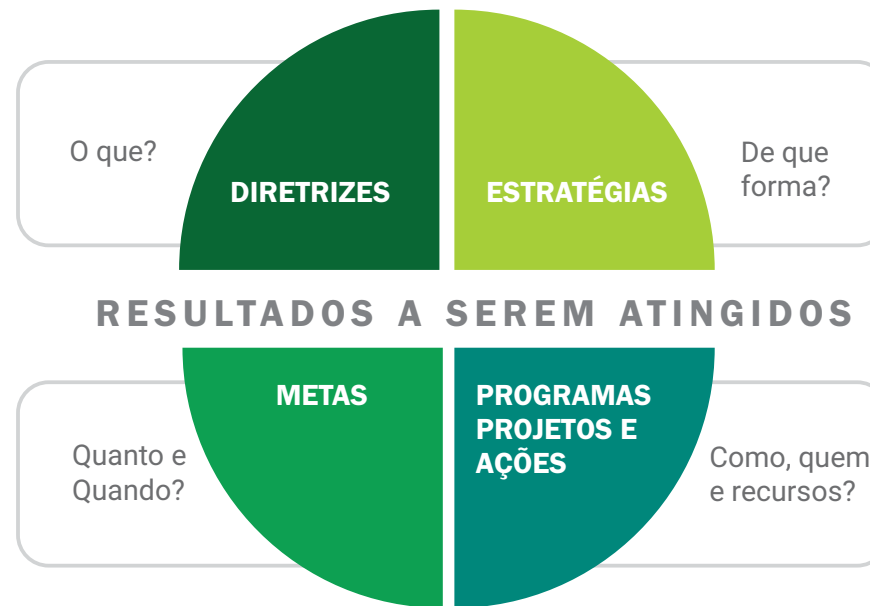 O que?
DIRETRIZES
ESTRATÉGIAS
De que
forma?
RESULTADOS A SEREM ATINGIDOS
METAS
Quanto e
Quando?
PROGRAMAS
PROJETOS E
AÇÕES
Como, quem
e recursos?